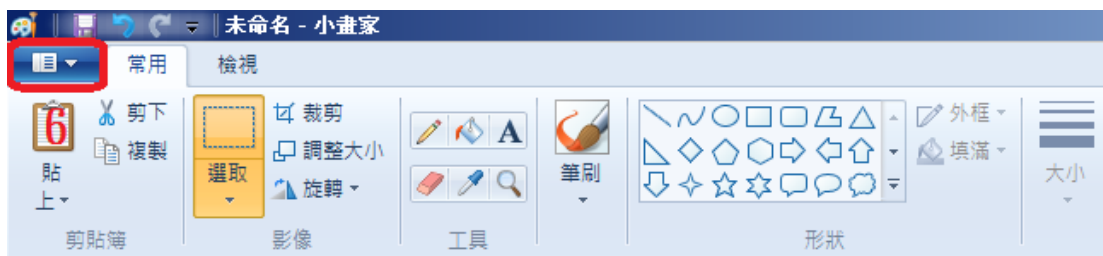 未命名 - 小畫家
常用 檢視
6
貼
上
剪下
複製
剪貼簿
選取
裁剪
調整大小
旋轉
影像
A
工具
筆刷
形狀
外框
填滿
大小